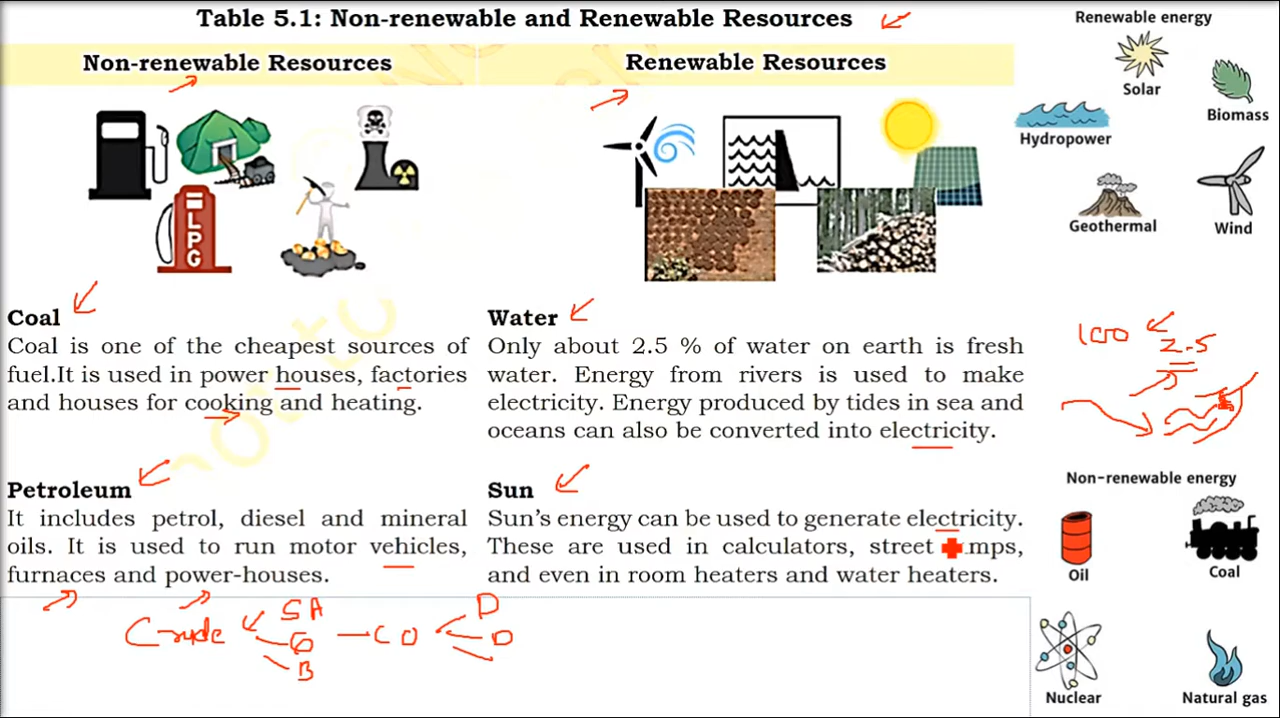 Table 5.1: Non-renewable and Renewable Resources
Non-renewable Resources
Renewable Resources
LPG
Coal
Coal is one of the cheapest sources of
fuel.It is used in power houses, factories
and houses for cooking and heating.
Water
Only about 2.5 % of water on earth is fresh
water. Energy from rivers is used to make
electricity. Energy produced by tides in sea and
oceans can also be converted into electricity.
Petroleum
It includes petrol, diesel and mineral
oils. It is used to run motor vehicles,
furnaces and power-houses.
Sun
Sun's energy can be used to generate electricity.
These are used in calculators, street mps,
and even in room heaters and water heaters.
Crude
SA
B
CO
D
D
Renewable energy
Solar
Biomass
Hydropower
Geothermal
Wind
100
2.5
Non-renewable energy
Oil
Coal
Nuclear
Natural gas